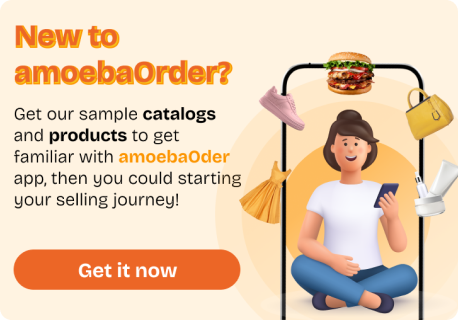 New to
amoebaOrder?
Get our sample catalogs
and products to get
familiar with amoebaOder
app, then you could starting
your selling journey!
Get it now